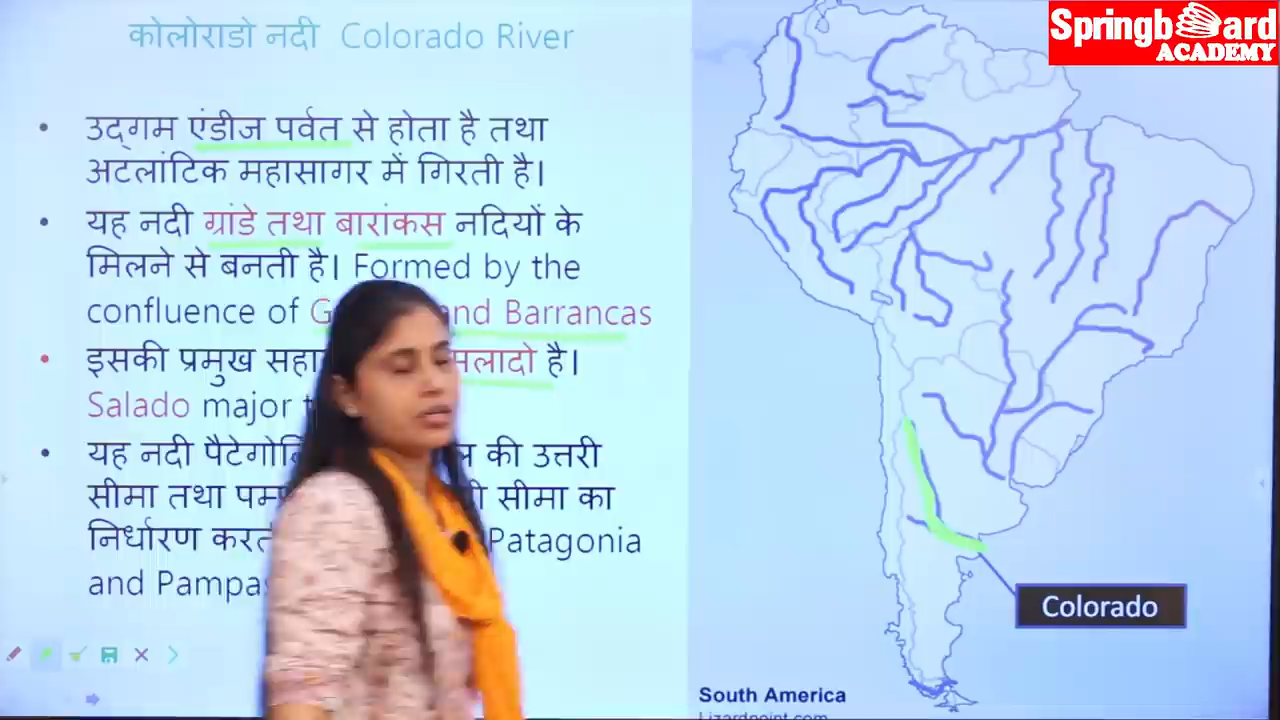 कोलोराडो नदी Colorado River
Springboard
ACADEMY
• उद्गम एंडीज पर्वत से होता है तथा
अटलांटिक महासागर में गिरती है।
• यह नदी ग्रांडे तथा बारांकस नदियों के
मिलने से बनती है। Formed by the
confluence of and Barrancas
• इसकी प्रमुख सलादो है।
Salado major
• यह नदी की उत्तरी
सीमा तथा सीमा का
निर्धारण Patagonia
and
Colorado
South America
Lizardpoint.com